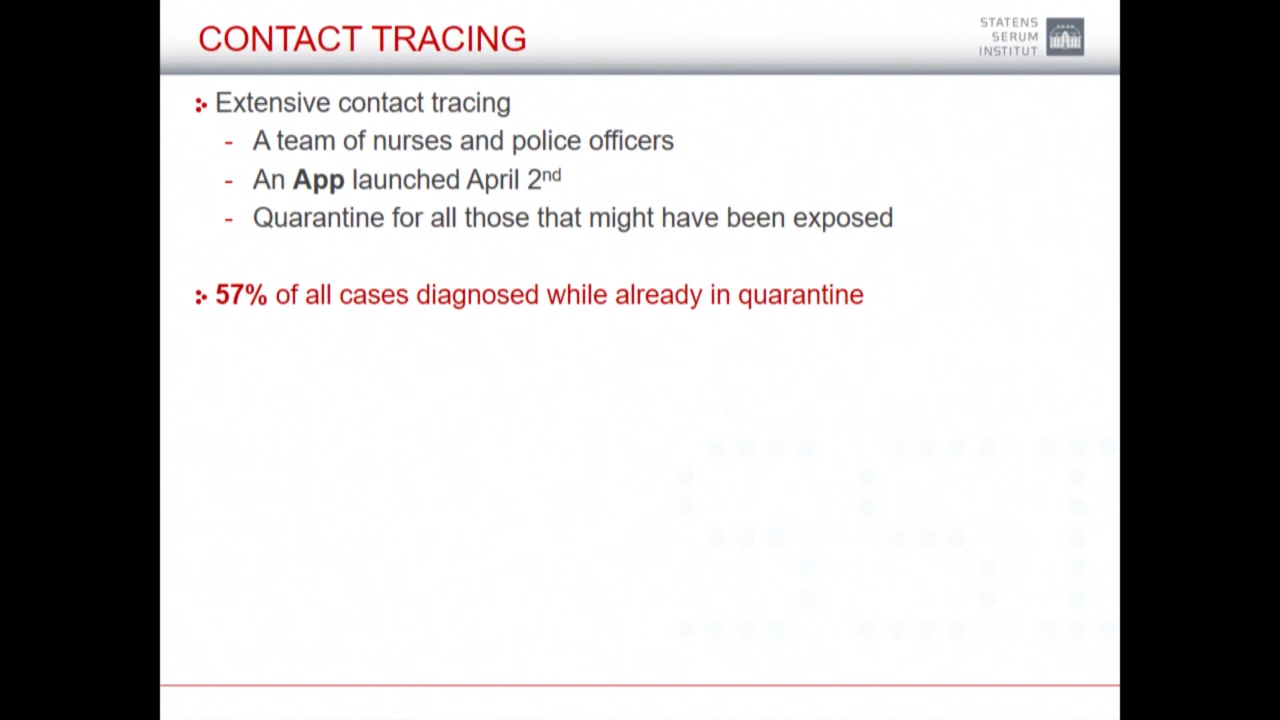 CONTACT TRACING
STATENS
SERUM
INSTITUT
Extensive contact tracing
- A team of nurses and police officers
- An App launched April 2nd
- Quarantine for all those that might have been exposed
57% of all cases diagnosed while already in quarantine